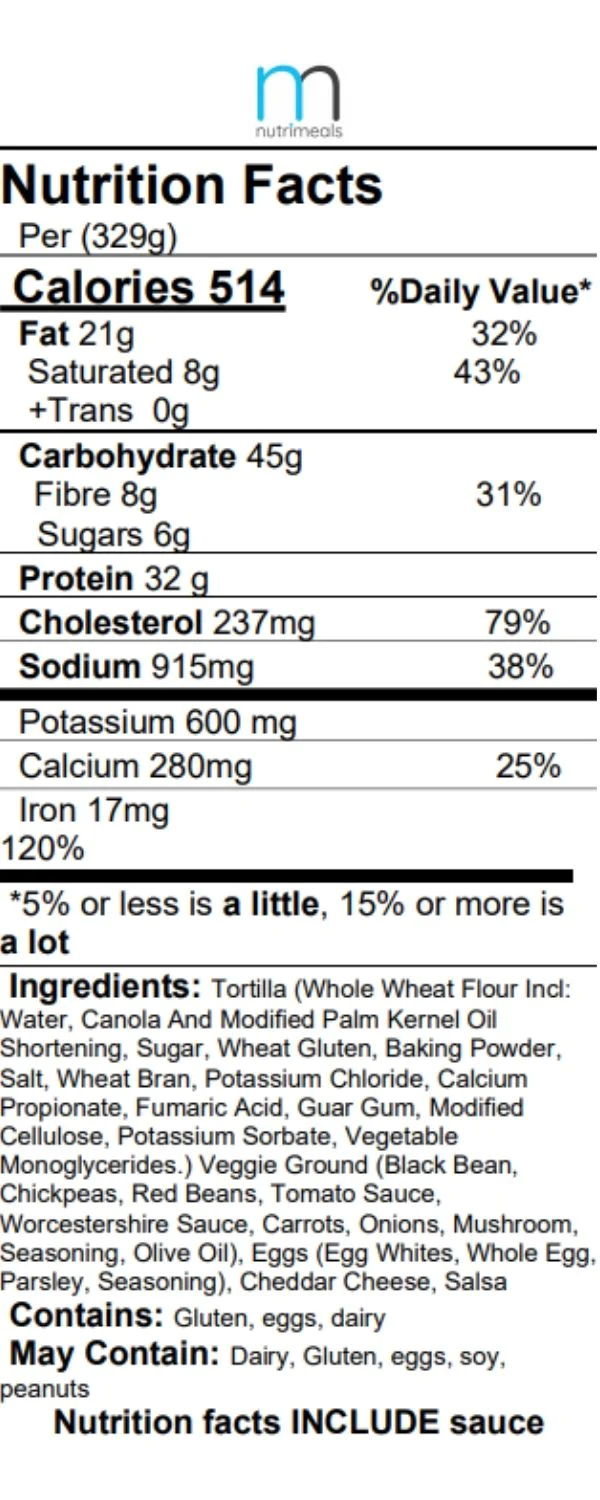 m
nutrimeals
Nutrition Facts
Per (329g)
Calories 514 %Daily Value*
Fat 21g 32%
Saturated 8g 43%
+Trans 0g
Carbohydrate 45g
Fibre 8g 31%
Sugars 6g
Protein 32 g
Cholesterol 237mg 79%
Sodium 915mg 38%
Potassium 600 mg
Calcium 280mg 25%
Iron 17mg
120%
*5% or less is a little, 15% or more is
a lot
Ingredients: Tortilla (Whole Wheat Flour Incl:
Water, Canola And Modified Palm Kernel Oil
Shortening, Sugar, Wheat Gluten, Baking Powder,
Salt, Wheat Bran, Potassium Chloride, Calcium
Propionate, Fumaric Acid, Guar Gum, Modified
Cellulose, Potassium Sorbate, Vegetable
Monoglycerides.) Veggie Ground (Black Bean,
Chickpeas, Red Beans, Tomato Sauce,
Worcestershire Sauce, Carrots, Onions, Mushroom,
Seasoning, Olive Oil), Eggs (Egg Whites, Whole Egg,
Parsley, Seasoning), Cheddar Cheese, Salsa
Contains: Gluten, eggs, dairy
May Contain: Dairy, Gluten, eggs, soy,
peanuts
Nutrition facts INCLUDE sauce